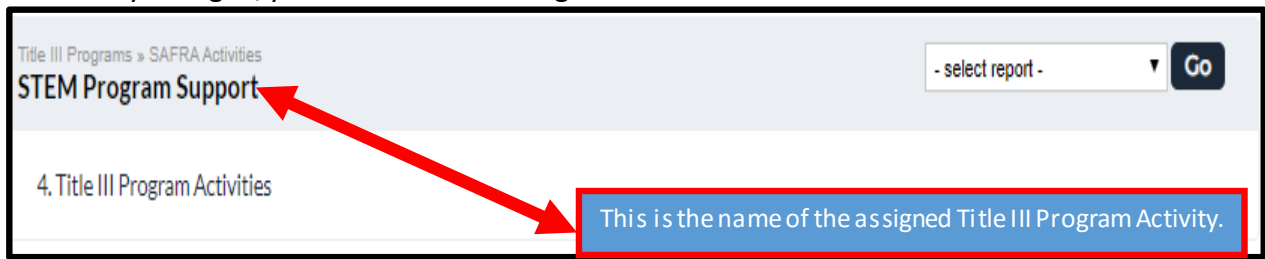 Title III Programs » SAFRA Activities
STEM Program Support
- select report -
Go
4. Title III Program Activities
This is the name of the assigned Title III Program Activity.